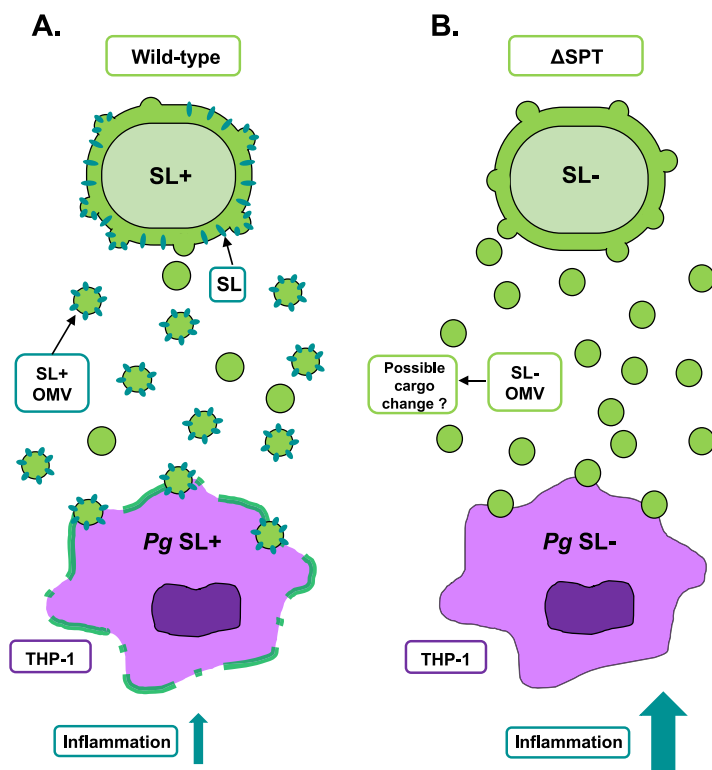 A.
Wild-type
SL+
SL
SL+
OMV
Pg SL+
THP-1
Inflammation
B.
ΔSPT
SL-
Possible
cargo
change ?
SL-
OMV
Pg SL-
THP-1
Inflammation